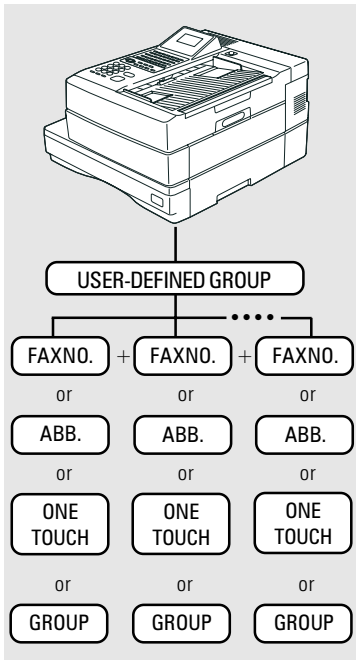 USER-DEFINED GROUP
FAXNO. + FAXNO. + FAXNO.
or or or
ABB. ABB. ABB.
or or or
ONE TOUCH ONE TOUCH ONE TOUCH
or or or
GROUP GROUP GROUP